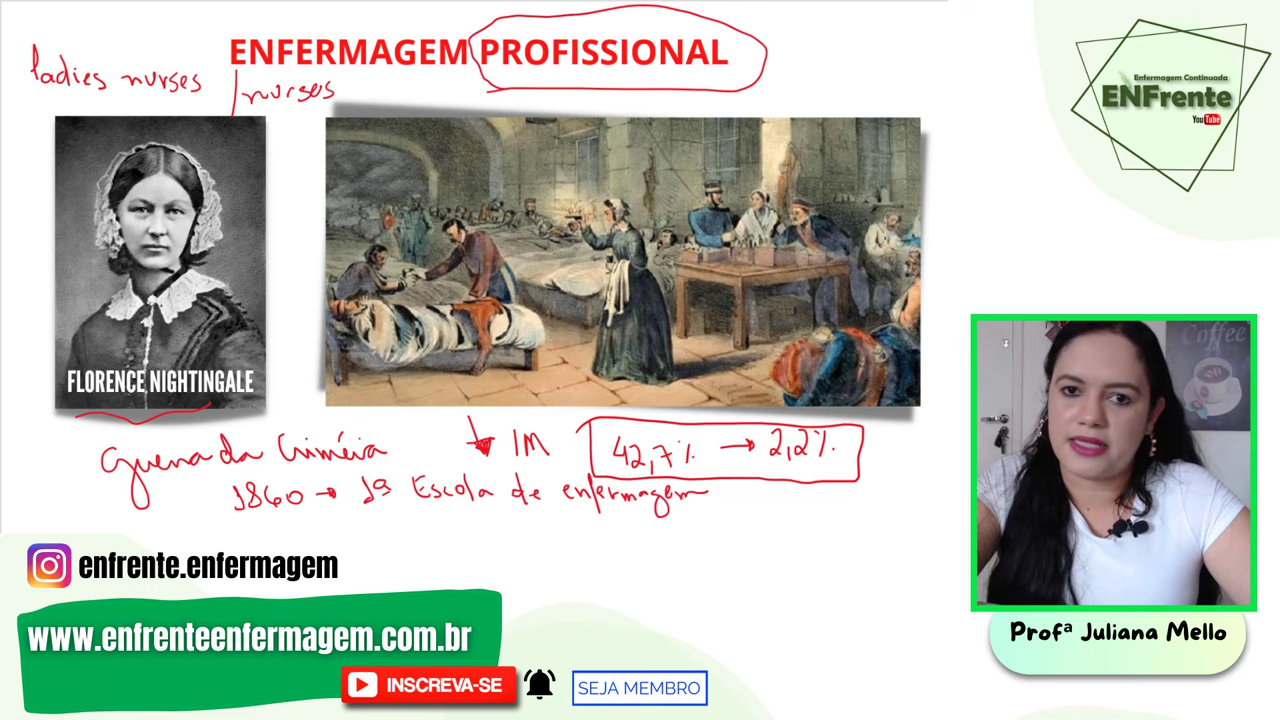 ENFERMAGEM PROFISSIONAL
ladies nurses / nurses
FLORENCE NIGHTINGALE
Guerra da Criméia
↓ IM 42,7% → 2,2%
1860 → 1ª Escola de enfermagem
Enfermagem Continuada
ENFrente
YouTube
Coffee
Profª Juliana Mello
enfrente.enfermagem
www.enfrenteenfermagem.com.br
INSCREVA-SE
SEJA MEMBRO